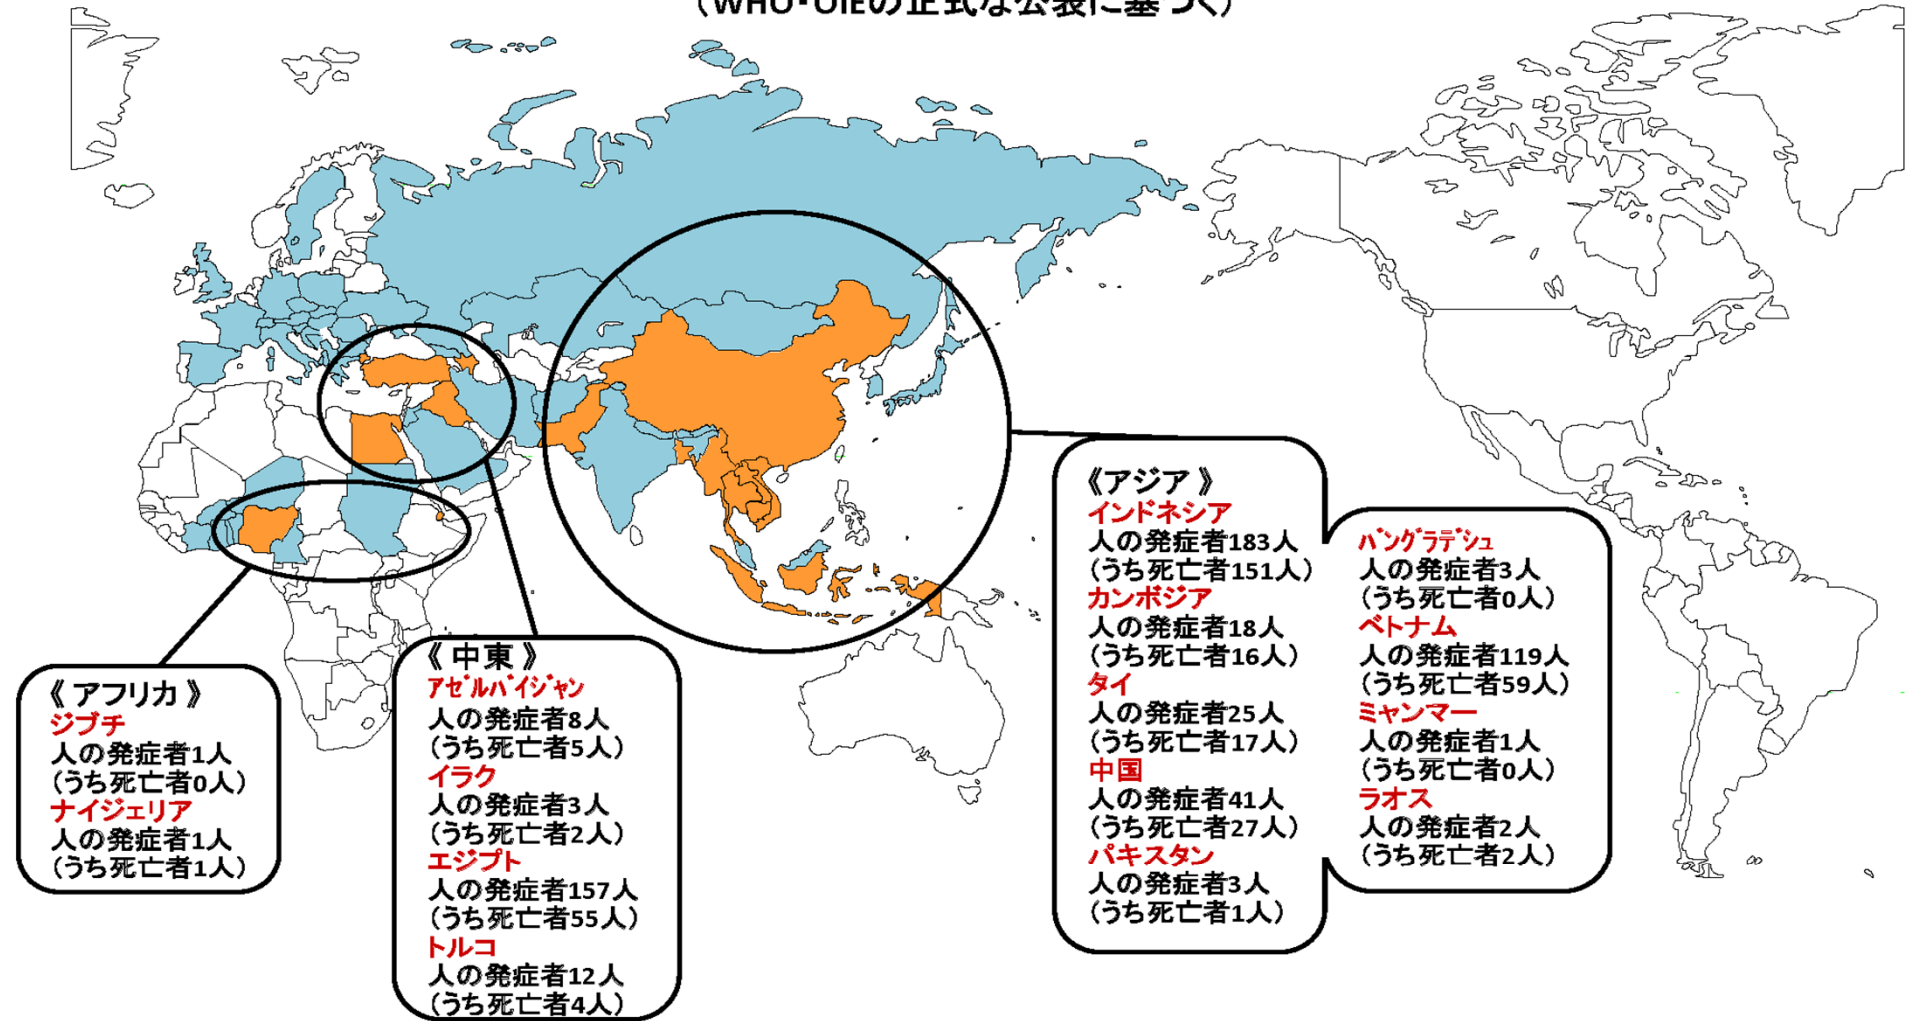 (WHO・OIEの正式な公表に基づく)
《アフリカ》
ジブチ
人の発症者1人
(うち死亡者0人)
ナイジェリア
人の発症者1人
(うち死亡者1人)
《中東》
ｱｾﾞﾙﾊﾞｲｼﾞｬﾝ
人の発症者8人
(うち死亡者5人)
イラク
人の発症者3人
(うち死亡者2人)
エジプト
人の発症者157人
(うち死亡者55人)
トルコ
人の発症者12人
(うち死亡者4人)
《アジア》
インドネシア
人の発症者183人
(うち死亡者151人)
カンボジア
人の発症者18人
(うち死亡者16人)
タイ
人の発症者25人
(うち死亡者17人)
中国
人の発症者41人
(うち死亡者27人)
パキスタン
人の発症者3人
(うち死亡者1人)
ﾊﾞﾝｸﾞﾗﾃﾞｼｭ
人の発症者3人
(うち死亡者0人)
ベトナム
人の発症者119人
(うち死亡者59人)
ミャンマー
人の発症者1人
(うち死亡者0人)
ラオス
人の発症者2人
(うち死亡者2人)